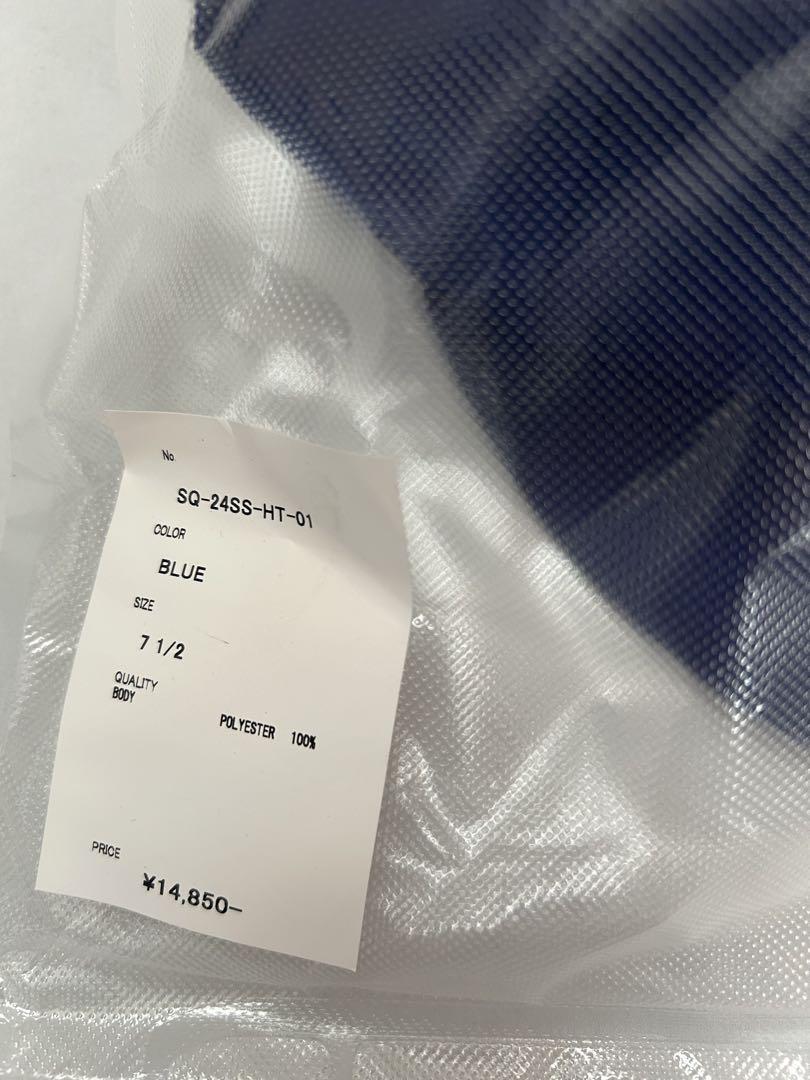 No.
SQ-24SS-HT-01
COLOR
BLUE
SIZE
7 1/2
QUALITY
BODY
POLYESTER 100%
PRICE
¥14,850−